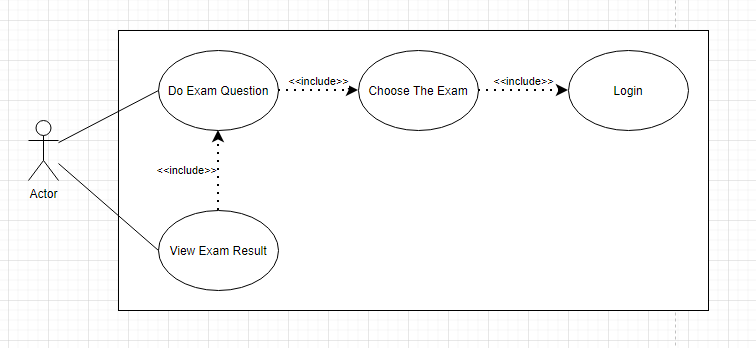 Do Exam Question
<<include>>
Choose The Exam
<<include>>
Login
<<include>>
Actor
View Exam Result